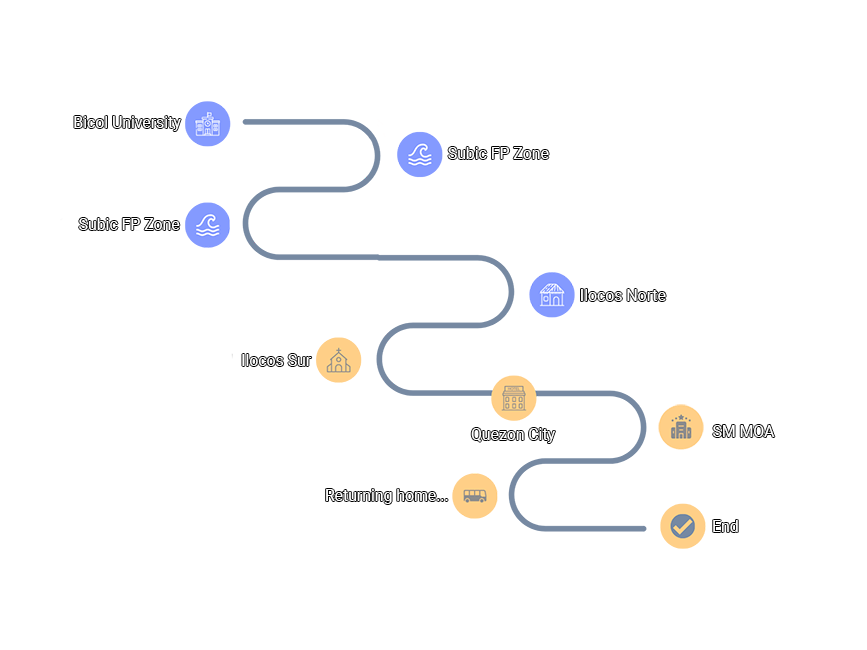 Bicol University
Subic FP Zone
Subic FP Zone
Ilocos Norte
Ilocos Sur
HOTEL
Quezon City
SM MOA
Returning home...
End